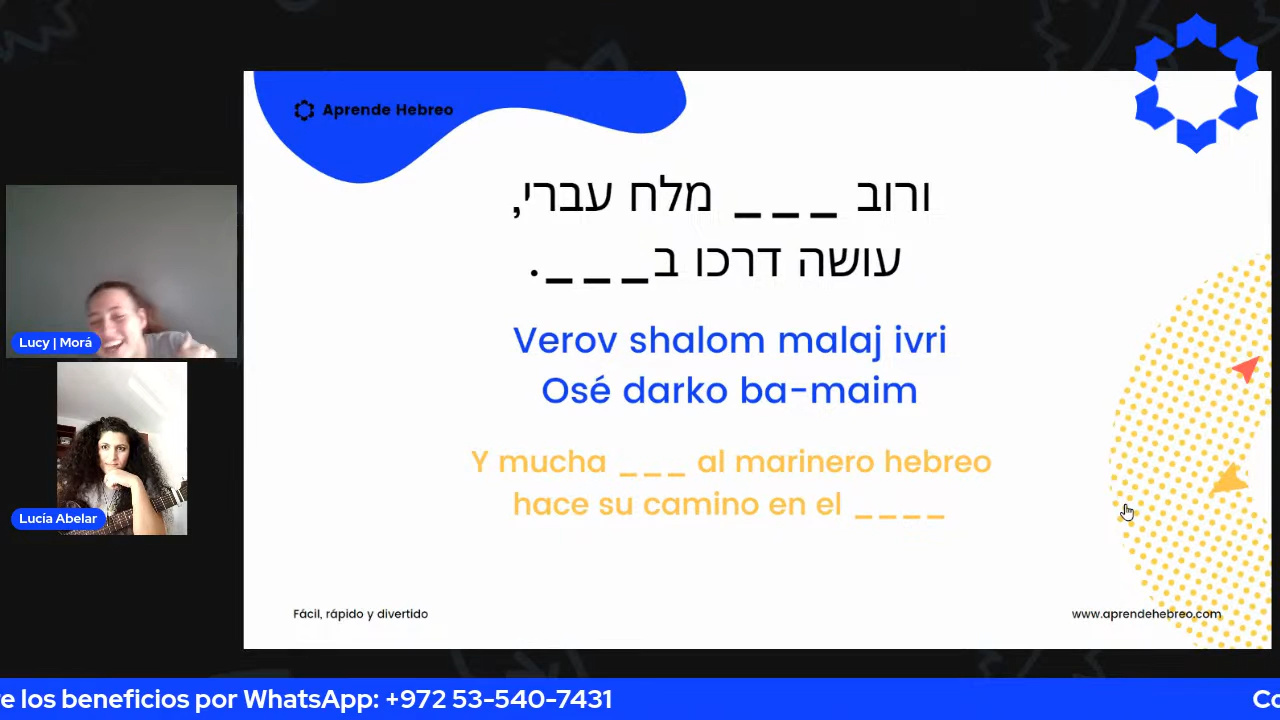 Aprende Hebreo
ורוב _ _ _ מלח עברי,
עושה דרכו ב_ _ _.
Verov shalom malaj ivri
Osé darko ba-maim
Y mucha _ _ _ al marinero hebreo
hace su camino en el _ _ _ _
Lucy | Morá
Lucía Abelar
Fácil, rápido y divertido
www.aprendehebreo.com
e los beneficios por WhatsApp: +972 53-540-7431
Co